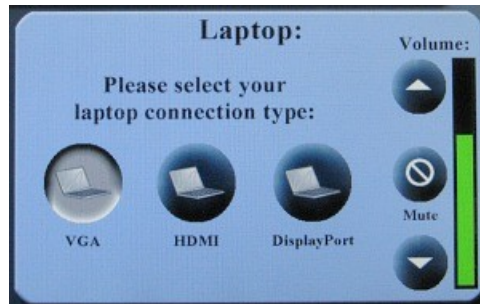 Laptop:
Volume:
Please select your
laptop connection type:
Mute
VGA
HDMI
DisplayPort